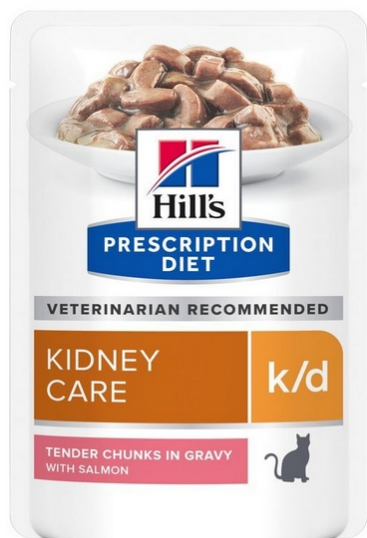 Hill's
PRESCRIPTION
DIET
VETERINARIAN RECOMMENDED
KIDNEY
CARE
k/d
TENDER CHUNKS IN GRAVY
WITH SALMON